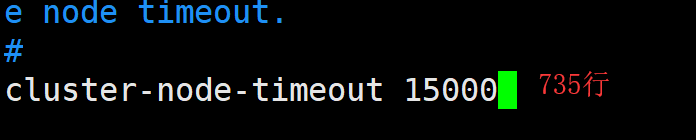 e node timeout.
#
cluster-node-timeout 15000 735行